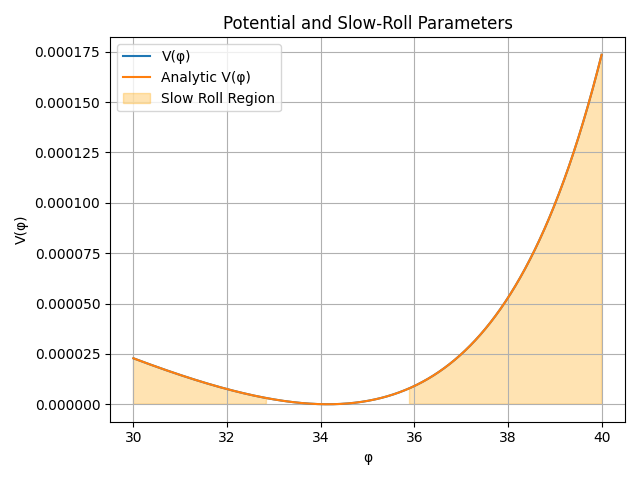 Potential and Slow-Roll Parameters
V(φ)
Analytic V(φ)
Slow Roll Region
0.000175
0.000150
0.000125
0.000100
0.000075
0.000050
0.000025
0.000000
V(φ)
30 32 34 36 38 40
φ